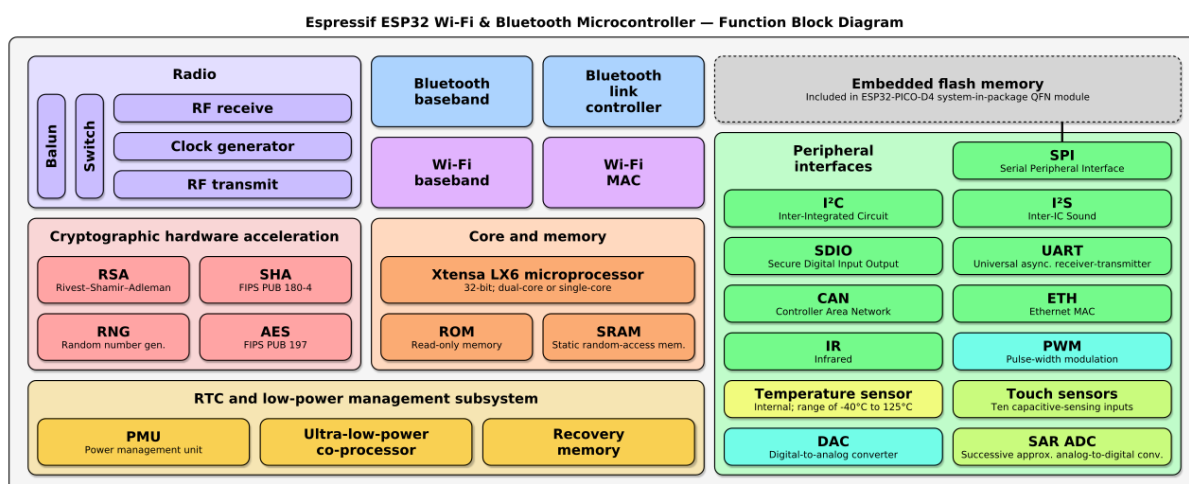 Espressif ESP32 Wi-Fi & Bluetooth Microcontroller — Function Block Diagram
Radio
Balun
Switch
RF receive
Clock generator
RF transmit
Bluetooth
baseband
Bluetooth
link
controller
Wi-Fi
baseband
Wi-Fi
MAC
Embedded flash memory
Included in ESP32-PICO-D4 system-in-package QFN module
Peripheral
interfaces
SPI
Serial Peripheral Interface
I²C
Inter-Integrated Circuit
I²S
Inter-IC Sound
SDIO
Secure Digital Input Output
UART
Universal async. receiver-transmitter
CAN
Controller Area Network
ETH
Ethernet MAC
IR
Infrared
PWM
Pulse-width modulation
Temperature sensor
Internal; range of -40°C to 125°C
Touch sensors
Ten capacitive-sensing inputs
DAC
Digital-to-analog converter
SAR ADC
Successive approx. analog-to-digital conv.
Cryptographic hardware acceleration
RSA
Rivest–Shamir–Adleman
SHA
FIPS PUB 180-4
RNG
Random number gen.
AES
FIPS PUB 197
Core and memory
Xtensa LX6 microprocessor
32-bit; dual-core or single-core
ROM
Read-only memory
SRAM
Static random-access mem.
RTC and low-power management subsystem
PMU
Power management unit
Ultra-low-power
co-processor
Recovery
memory